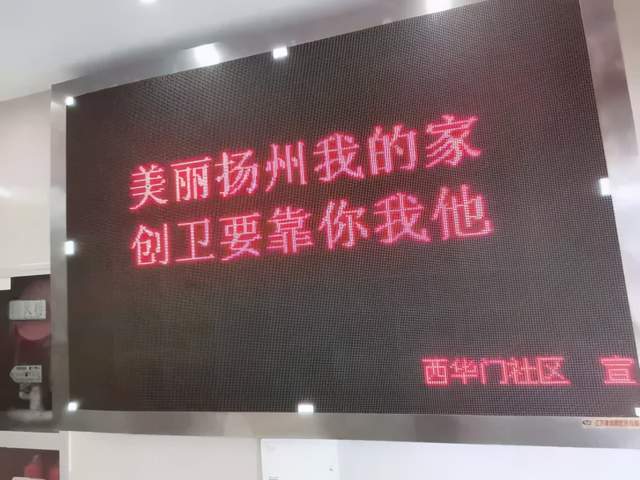 美丽扬州我的家
创卫要靠你我他
西华门社区 宣